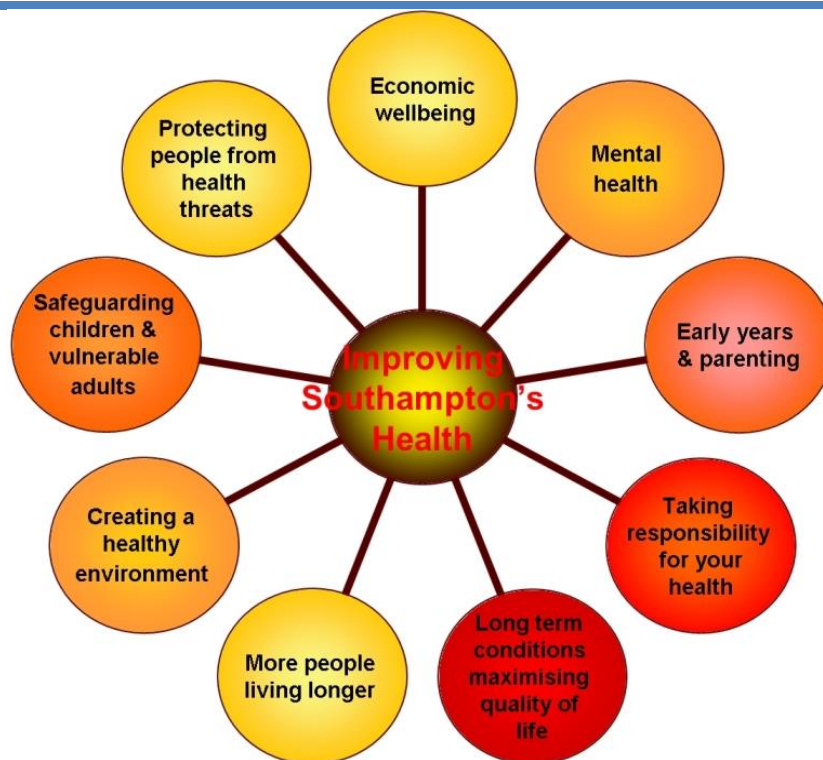 Economic
wellbeing
Mental
health
Early years
& parenting
Taking
responsibility
for your
health
Long term
conditions
maximising
quality of
life
More people
living longer
Creating a
healthy
environment
Safeguarding
children &
vulnerable
adults
Protecting
people from
health
threats
Improving
Southampton's
Health